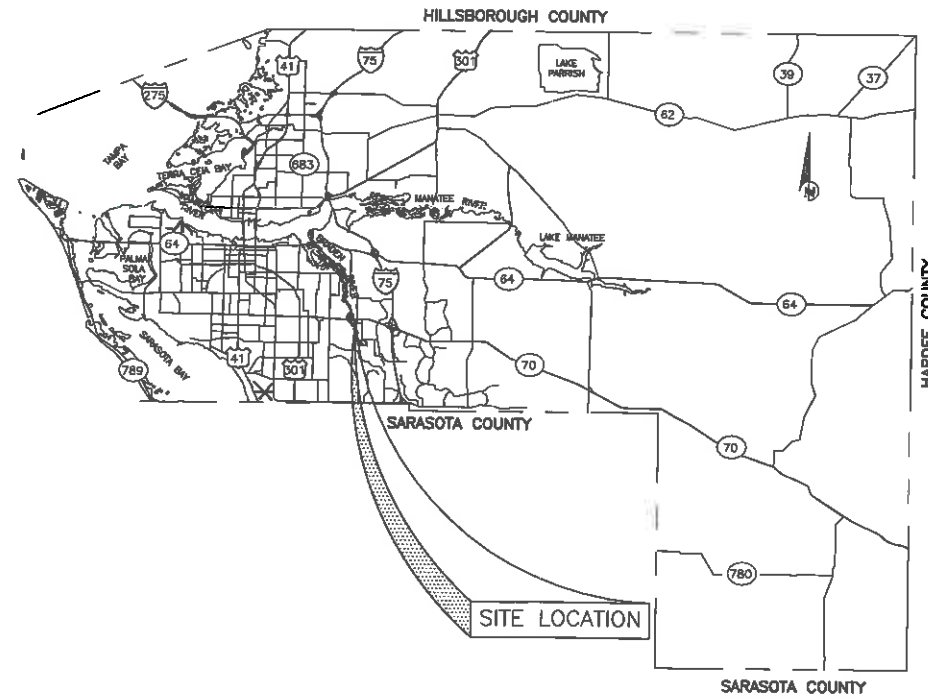 HILLSBOROUGH COUNTY
41
75
301
LAKE
PARRISH
39
37
275
62
TAMPA
BAY
TERRA CEIA BAY
683
MANATEE RIVER
RIVER
LAKE MANATEE
N
64
PALMA
SOLA
BAY
BRADEN
75
64
64
HARDEE COUNTY
SARASOTA BAY
789
41
301
70
SARASOTA COUNTY
70
780
SITE LOCATION
SARASOTA COUNTY